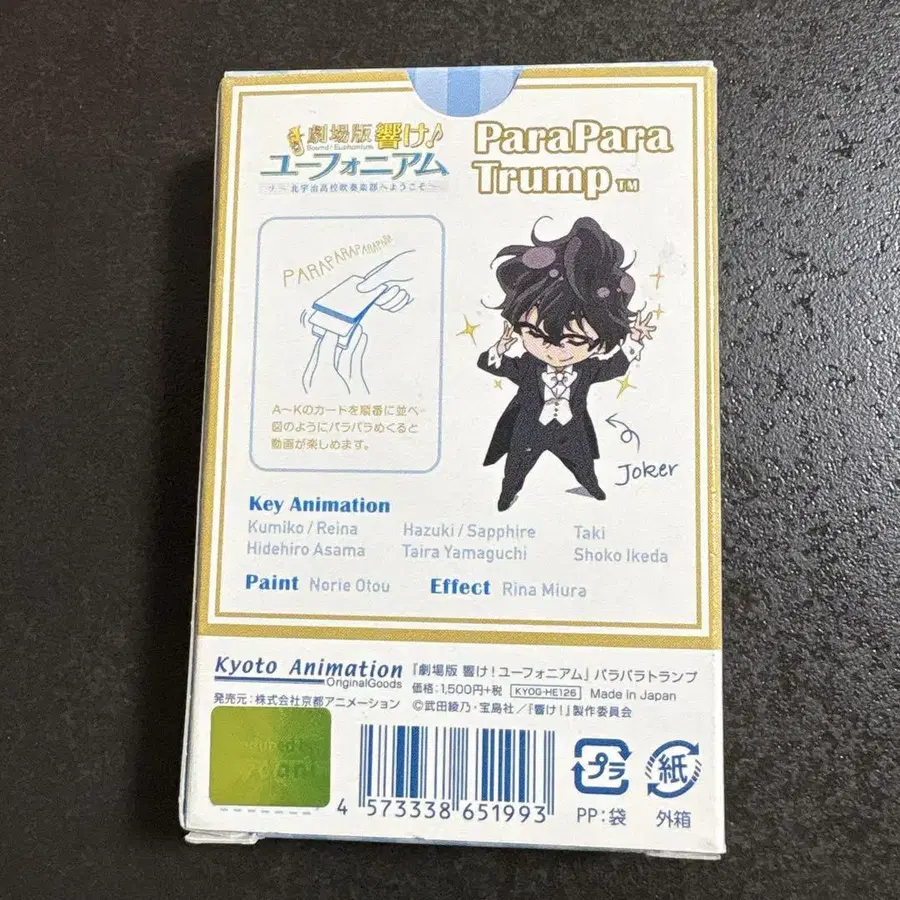 劇場版 響け!
Sound! Euphonium
ユーフォニアム
〜北宇治高校吹奏楽部へようこそ〜
ParaPara
Trump TM
PARAPARAPARAPARA
A〜Kのカードを順番に並べ
図のようにパラパラめくると
動画が楽しめます。
Joker
Key Animation
Kumiko / Reina Hazuki / Sapphire Taki
Hidehiro Asama Taira Yamaguchi Shoko Ikeda
Paint Norie Otou Effect Rina Miura
Kyoto Animation
OriginalGoods
『劇場版 響け!ユーフォニアム』パラパラトランプ
価格:1,500円+税 KYOG-HE126 Made in Japan
発売元:株式会社京都アニメーション ©武田綾乃・宝島社/『響け!』製作委員会
4 573338 651993
プラ 紙
PP:袋 外箱